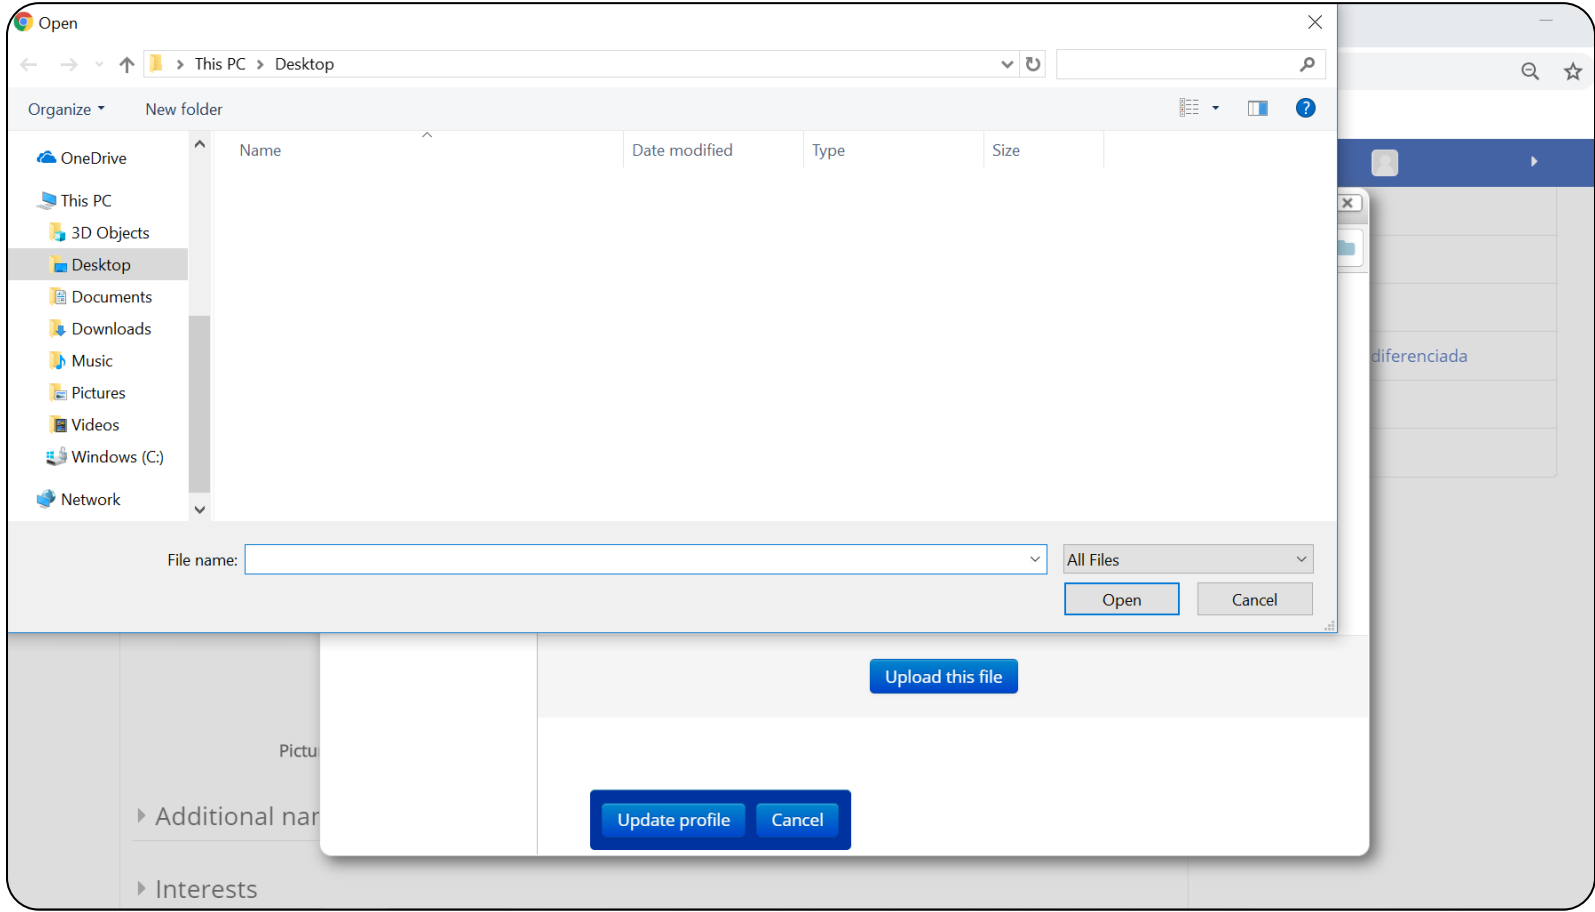 Open
This PC > Desktop
Organize New folder
Name Date modified Type Size
OneDrive
This PC
3D Objects
Desktop
Documents
Downloads
Music
Pictures
Videos
Windows (C:)
Network
diferenciada
File name: All Files
Open Cancel
Upload this file
Pictu
Additional nar
Update profile Cancel
Interests